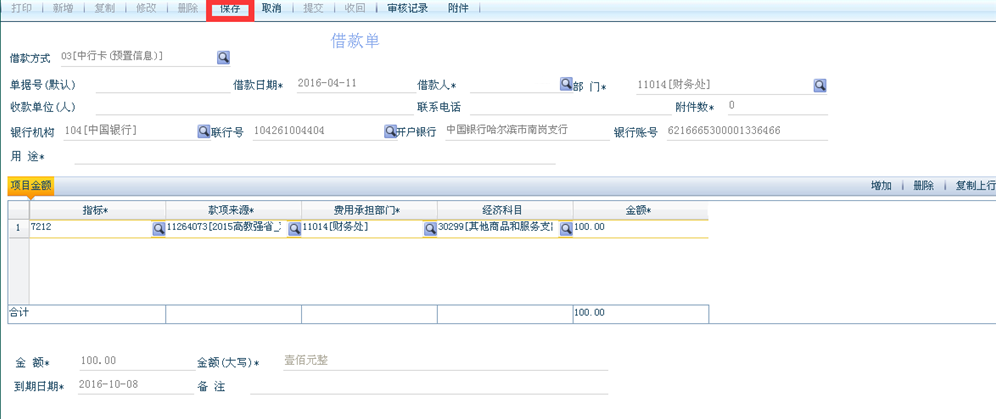 打印 新增 复制 修改 删除 保存 取消 提交 收回 审核记录 附件
借款单
借款方式 03[中行卡(预置信息)]
单据号(默认) 借款日期* 2016-04-11 借款人* 部 门* 11014[财务处]
收款单位(人) 联系电话 附件数* 0
银行机构 104[中国银行] 联行号 104261004404 开户银行 中国银行哈尔滨市南岗支行 银行账号 6216665300001336466
用 途*
项目金额 增加 删除 复制上行
指标* 款项来源* 费用承担部门* 经济科目 金额*
1 7212 11264073[2015高教强省_ 11014[财务处] 30299[其他商品和服务支 100.00
合计 100.00
金 额* 100.00 金额(大写)* 壹佰元整
到期日期* 2016-10-08 备 注